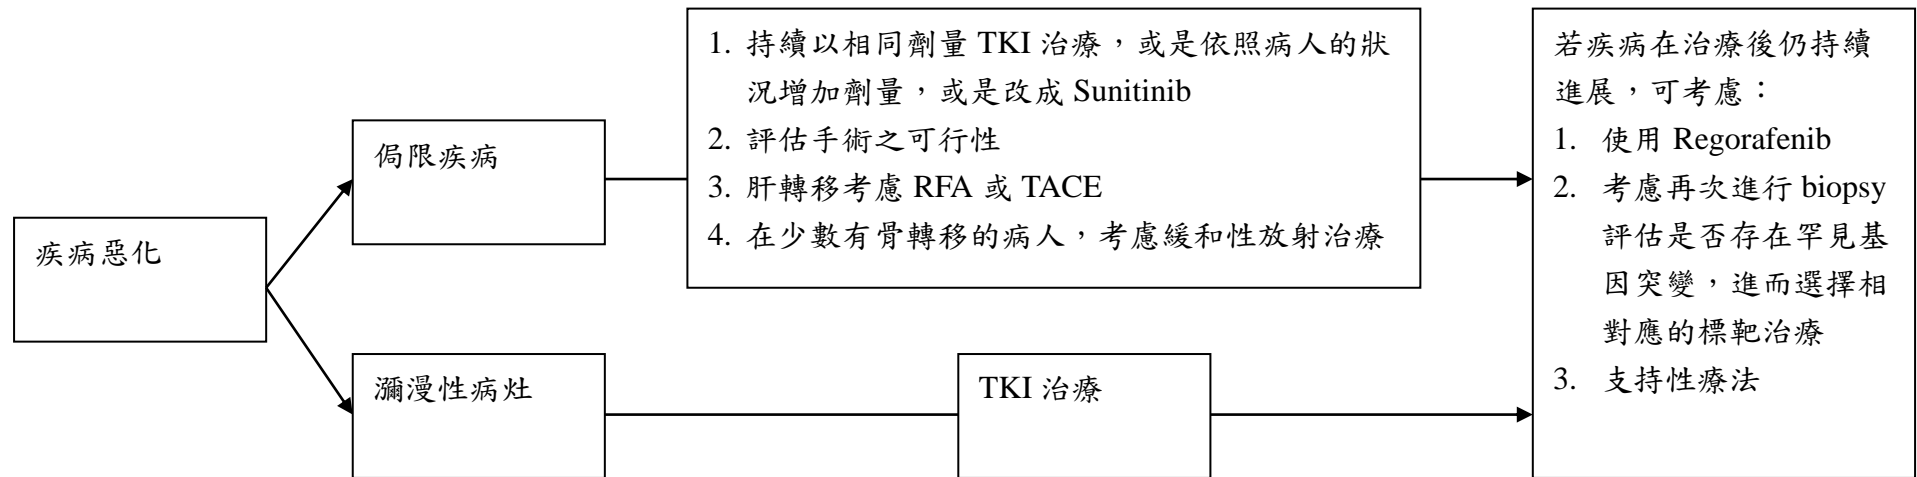 疾病惡化
侷限疾病
1. 持續以相同劑量 TKI 治療，或是依照病人的狀
況增加劑量，或是改成 Sunitinib
2. 評估手術之可行性
3. 肝轉移考慮 RFA 或 TACE
4. 在少數有骨轉移的病人，考慮緩和性放射治療
瀰漫性病灶
TKI 治療
若疾病在治療後仍持續
進展，可考慮：
1. 使用 Regorafenib
2. 考慮再次進行 biopsy
評估是否存在罕見基
因突變，進而選擇相
對應的標靶治療
3. 支持性療法